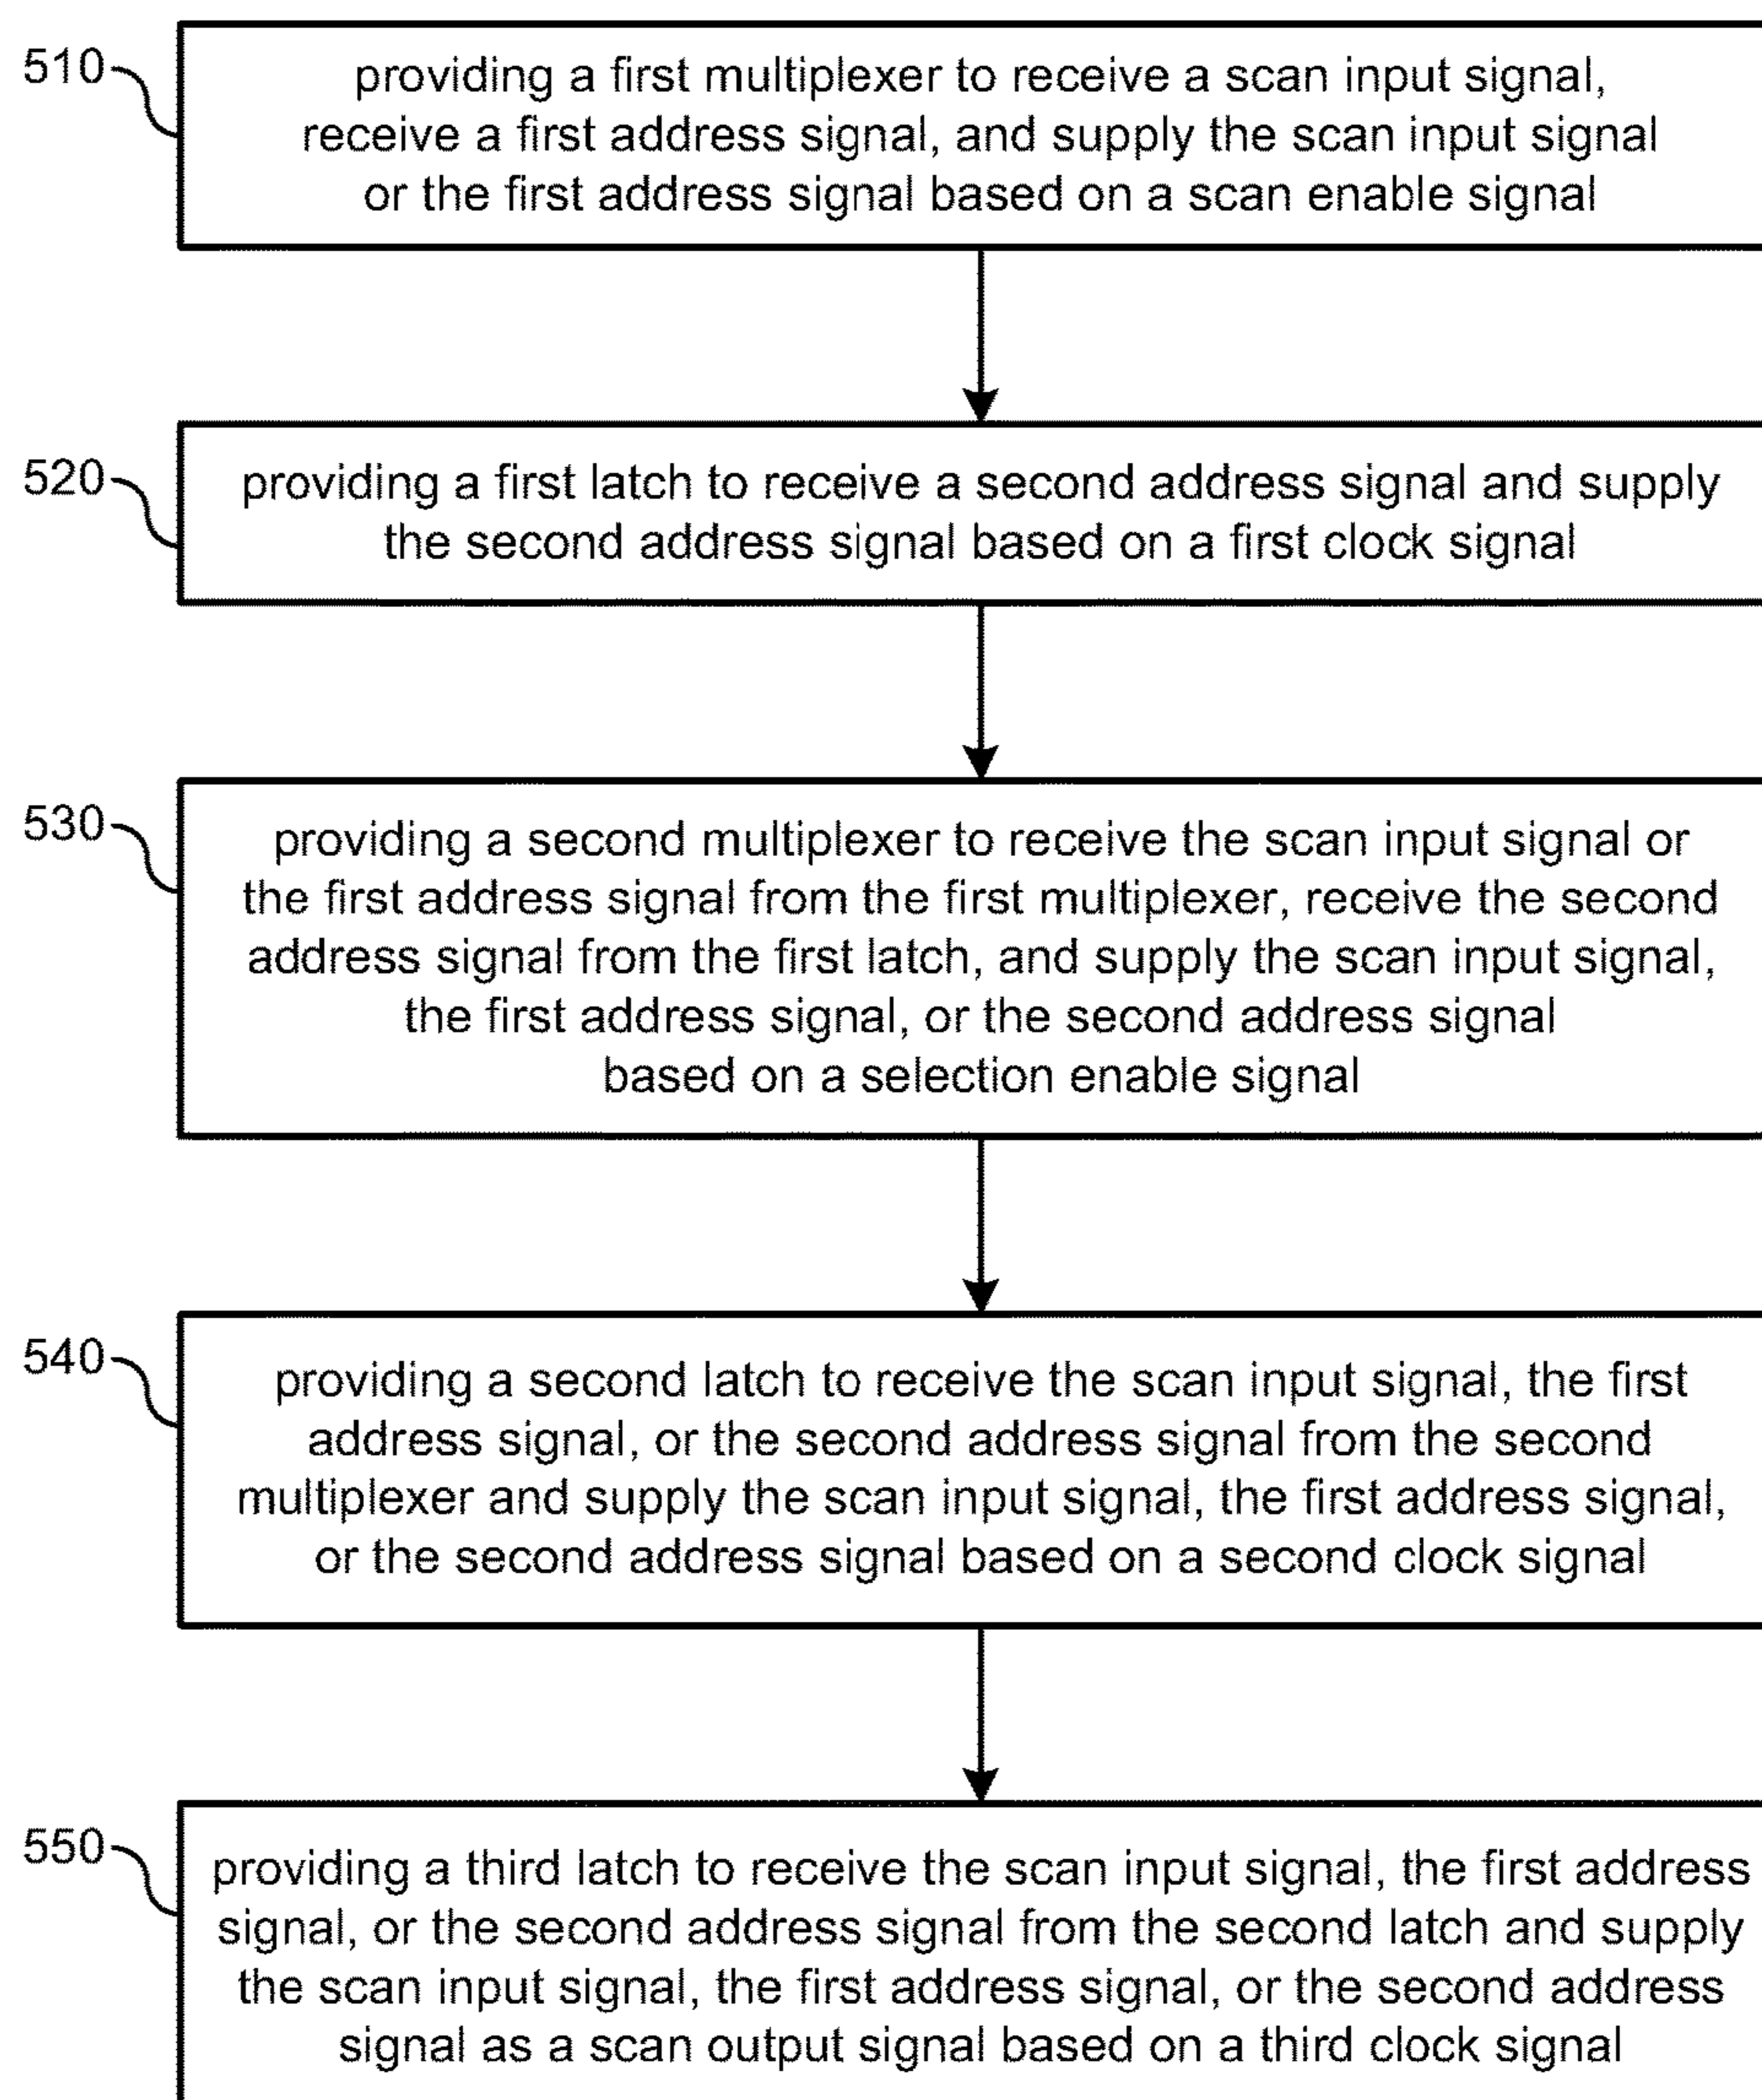 510
providing a first multiplexer to receive a scan input signal,
receive a first address signal, and supply the scan input signal
or the first address signal based on a scan enable signal
520
providing a first latch to receive a second address signal and supply
the second address signal based on a first clock signal
530
providing a second multiplexer to receive the scan input signal or
the first address signal from the first multiplexer, receive the second
address signal from the first latch, and supply the scan input signal,
the first address signal, or the second address signal
based on a selection enable signal
540
providing a second latch to receive the scan input signal, the first
address signal, or the second address signal from the second
multiplexer and supply the scan input signal, the first address signal,
or the second address signal based on a second clock signal
550
providing a third latch to receive the scan input signal, the first address
signal, or the second address signal from the second latch and supply
the scan input signal, the first address signal, or the second address
signal as a scan output signal based on a third clock signal